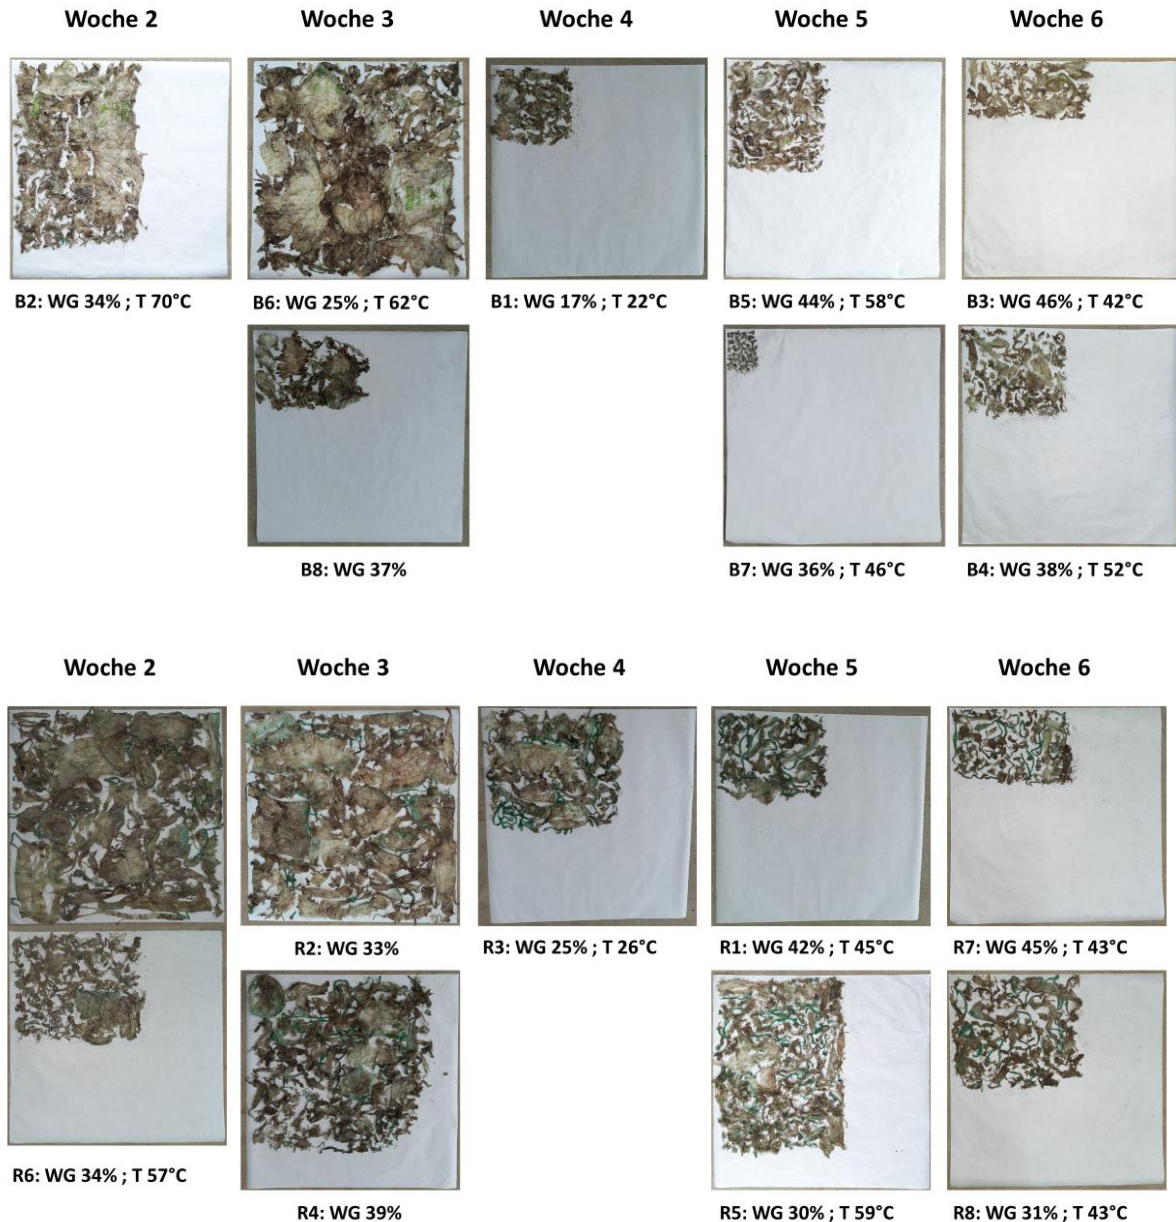 Woche 2 Woche 3 Woche 4 Woche 5 Woche 6
B2: WG 34% ; T 70°C B6: WG 25% ; T 62°C B1: WG 17% ; T 22°C B5: WG 44% ; T 58°C B3: WG 46% ; T 42°C
B8: WG 37% B7: WG 36% ; T 46°C B4: WG 38% ; T 52°C
Woche 2 Woche 3 Woche 4 Woche 5 Woche 6
R2: WG 33% R3: WG 25% ; T 26°C R1: WG 42% ; T 45°C R7: WG 45% ; T 43°C
R6: WG 34% ; T 57°C
R4: WG 39% R5: WG 30% ; T 59°C R8: WG 31% ; T 43°C